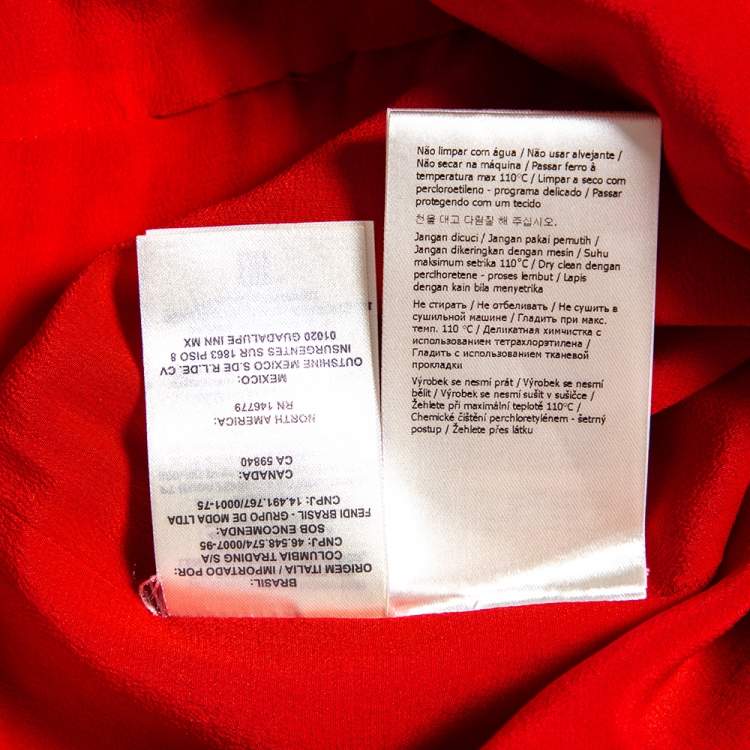 BRASIL:
ORIGEM ITALIA / IMPORTADO POR:
COLUMBIA TRADING S/A
CNPJ: 46.548.574/0007-95
SOB ENCOMENDA:
FENDI BRASIL - GRUPO DE MODA LTDA
CNPJ: 14.491.767/0001-75
CANADA:
CA 59840
NORTH AMERICA:
RN 146779
MEXICO:
OUTSHINE MEXICO S.DE R.L.DE.CV
INSURGENTES SUR 1863 PISO 8
01020 GUADALUPE INN MX
Não limpar com água / Não usar alvejante /
Não secar na máquina / Passar ferro à
temperatura max 110°C / Limpar a seco com
percloroetileno - programa delicado / Passar
protegendo com um tecido
천을 대고 다림질 해 주십시오.
Jangan dicuci / Jangan pakai pemutih /
Jangan dikeringkan dengan mesin / Suhu
maksimum setrika 110°C / Dry clean dengan
perclhoretene - proses lembut / Lapis
dengan kain bila menyetrika
Не стирать / Не отбеливать / Не сушить в
сушильной машине / Гладить при макс.
темп. 110 °C / Деликатная химчистка с
использованием тетрахлорэтилена /
Гладить с использованием тканевой
прокладки
Výrobek se nesmí prát / Výrobek se nesmí
bělit / Výrobek se nesmí sušit v sušičce /
Žehlete při maximální teplotě 110°C /
Chemické čištění perchloretylénem - šetrný
postup / Žehlete přes látku